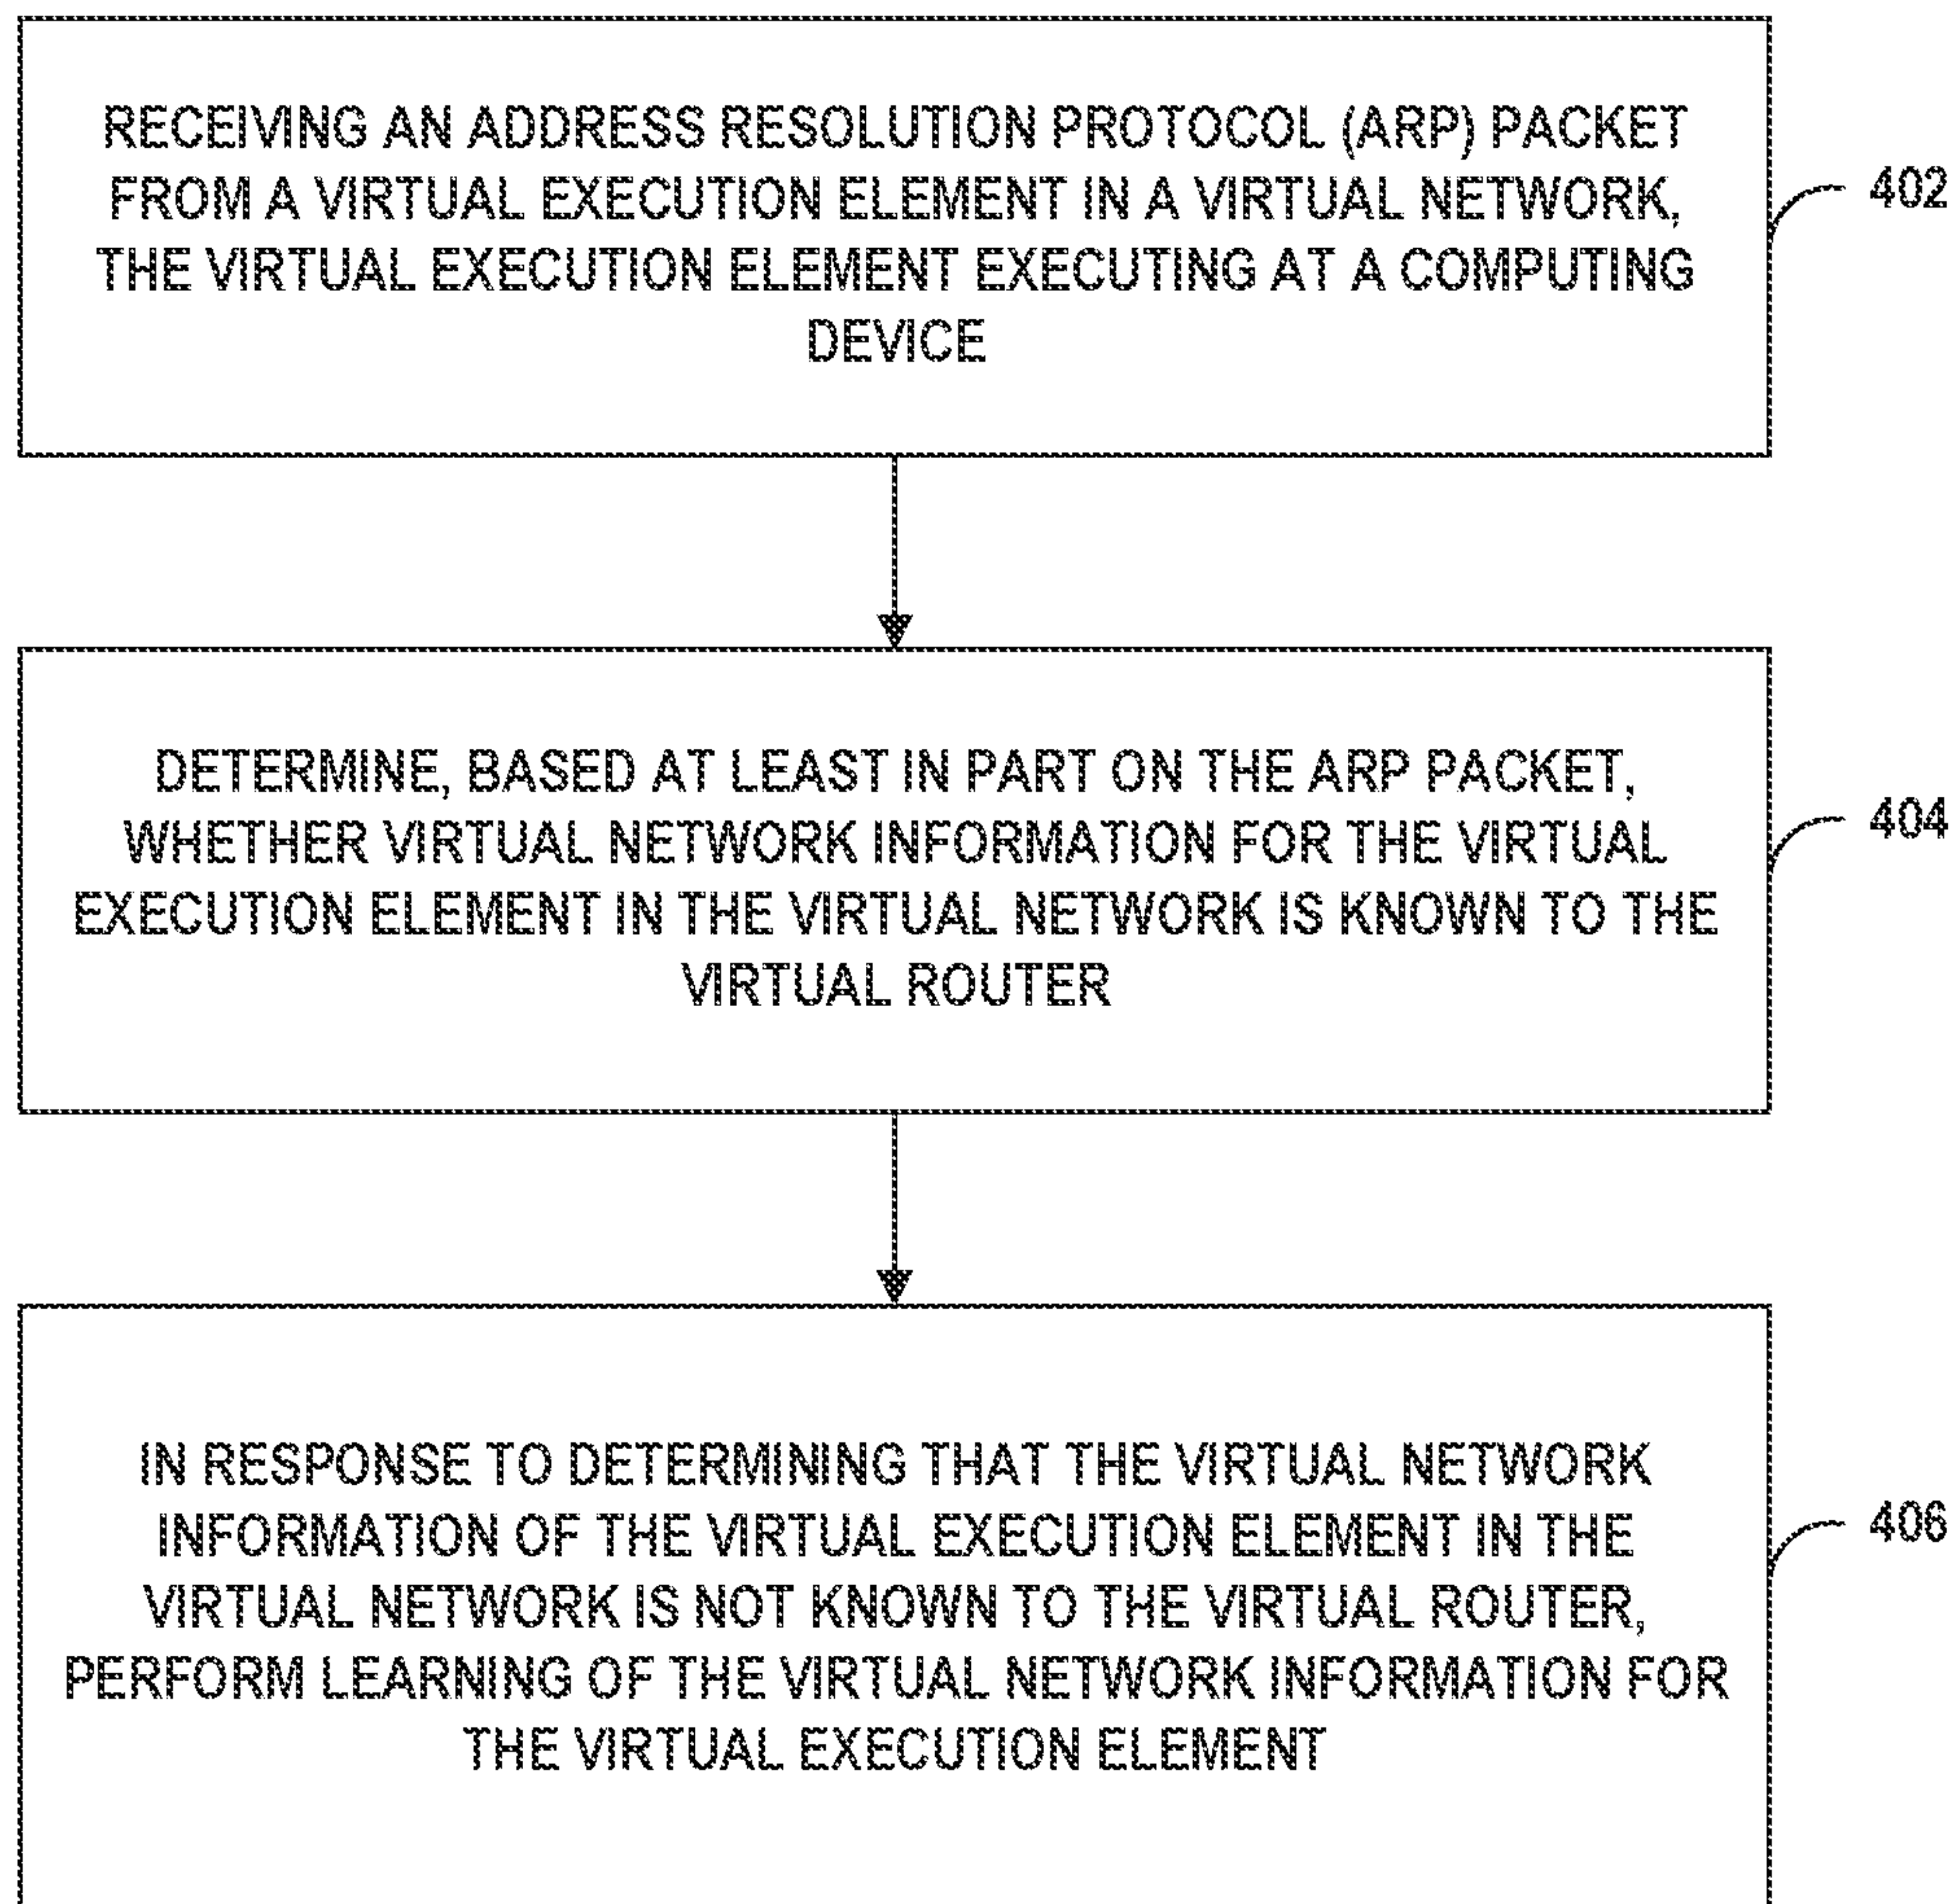 RECEIVING AN ADDRESS RESOLUTION PROTOCOL (ARP) PACKET
FROM A VIRTUAL EXECUTION ELEMENT IN A VIRTUAL NETWORK,
THE VIRTUAL EXECUTION ELEMENT EXECUTING AT A COMPUTING
DEVICE
402
DETERMINE, BASED AT LEAST IN PART ON THE ARP PACKET,
WHETHER VIRTUAL NETWORK INFORMATION FOR THE VIRTUAL
EXECUTION ELEMENT IN THE VIRTUAL NETWORK IS KNOWN TO THE
VIRTUAL ROUTER
404
IN RESPONSE TO DETERMINING THAT THE VIRTUAL NETWORK
INFORMATION OF THE VIRTUAL EXECUTION ELEMENT IN THE
VIRTUAL NETWORK IS NOT KNOWN TO THE VIRTUAL ROUTER,
PERFORM LEARNING OF THE VIRTUAL NETWORK INFORMATION FOR
THE VIRTUAL EXECUTION ELEMENT
406